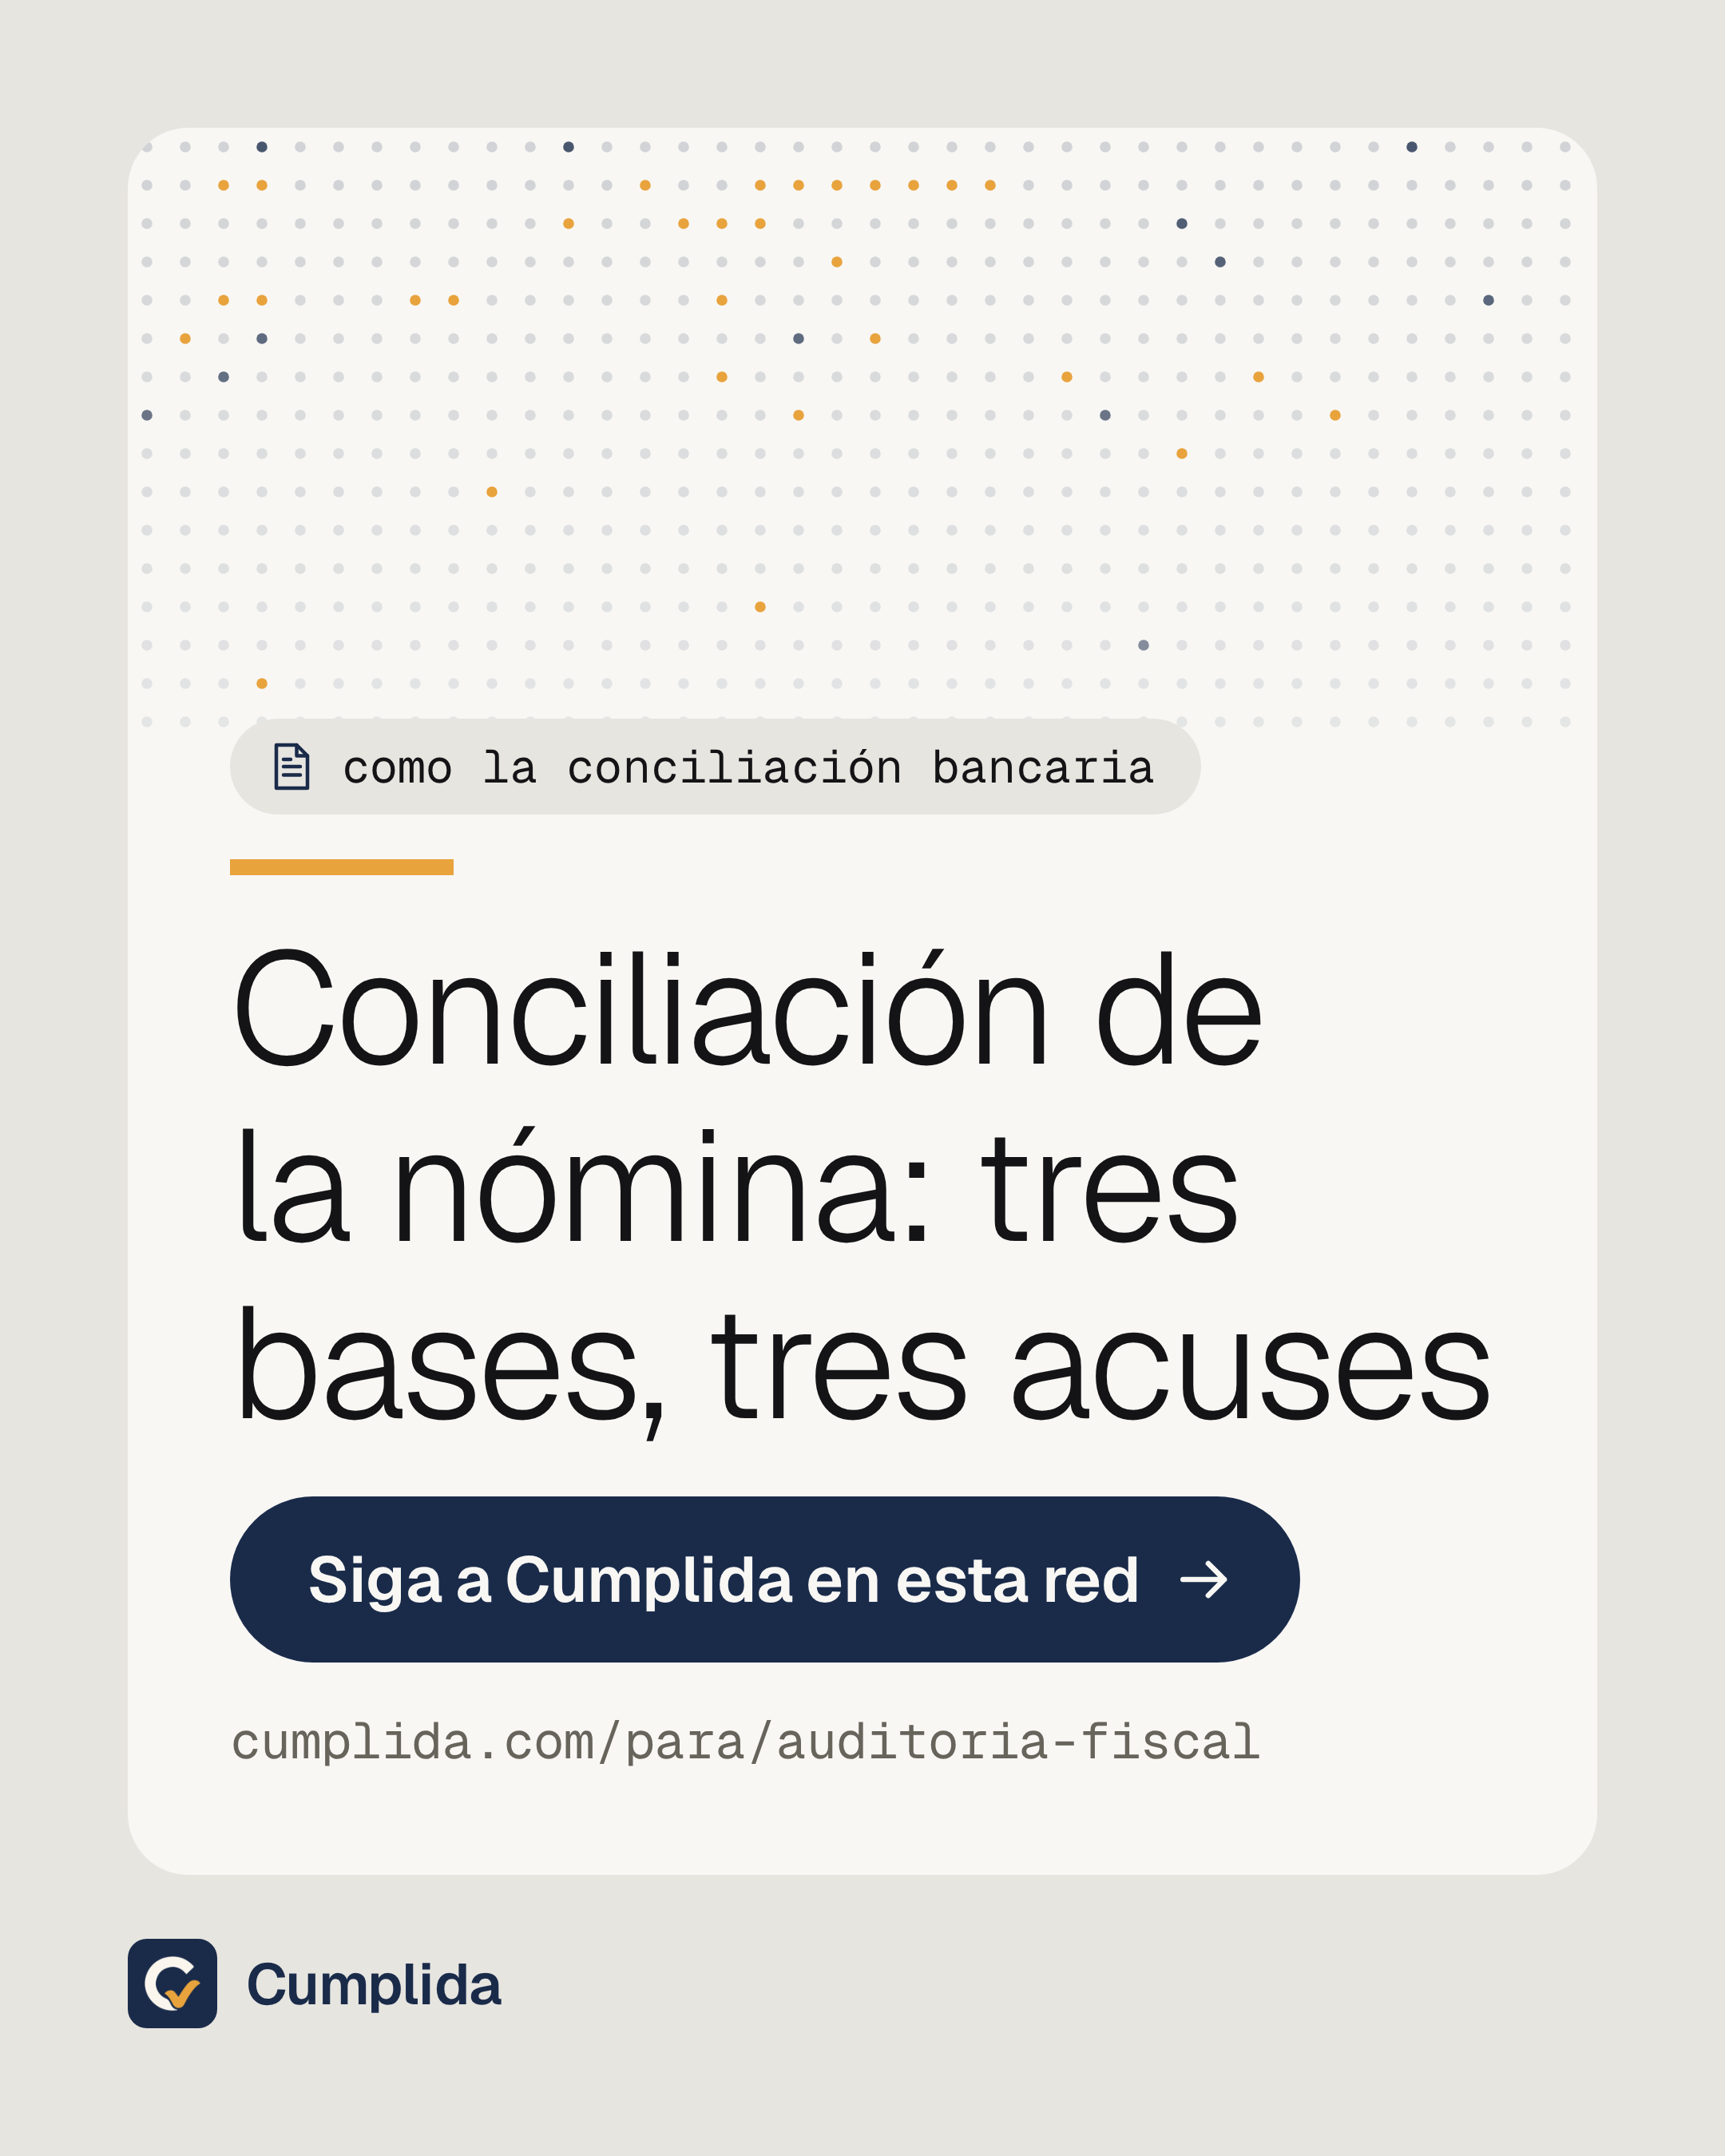 como la conciliación bancaria
Conciliación de
la nómina: tres
bases, tres acuses
Siga a Cumplida en esta red →
cumplida.com/para/auditoria-fiscal
Cumplida